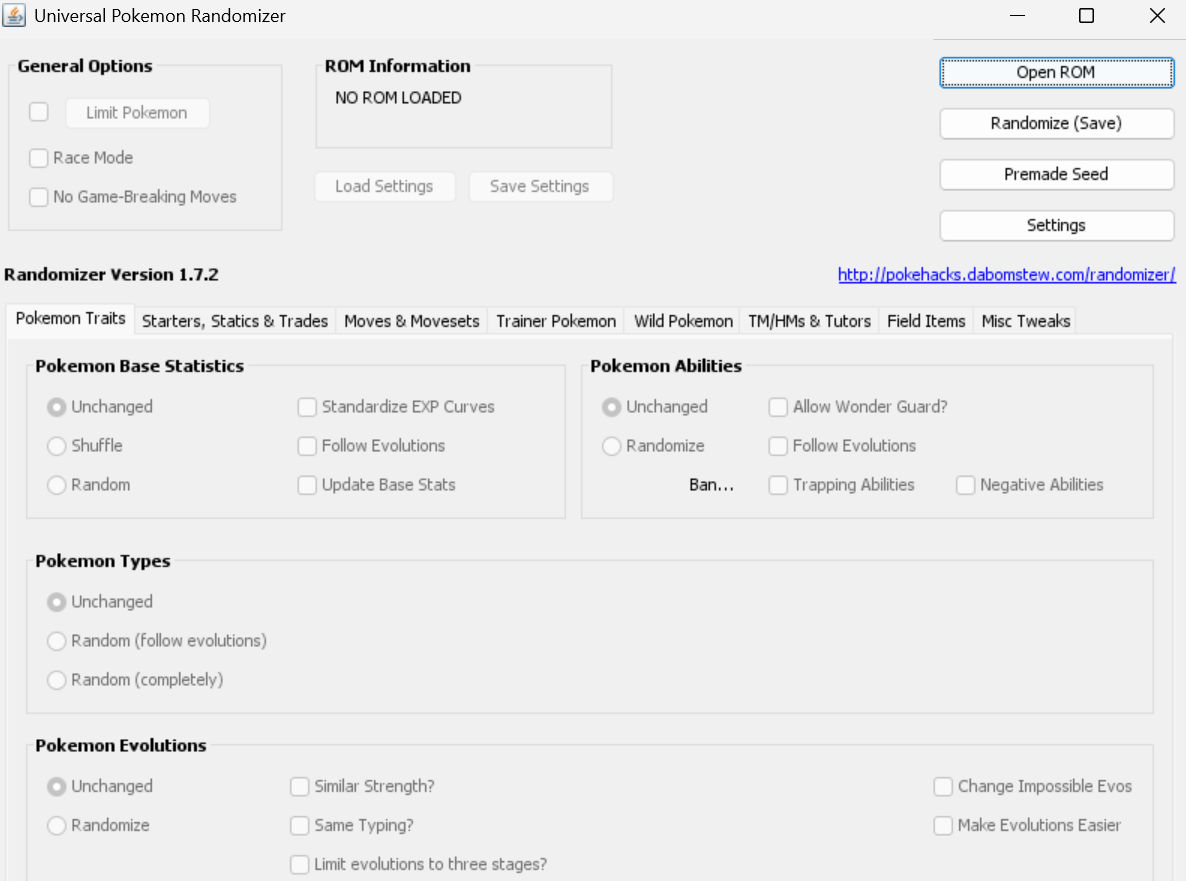 Universal Pokemon Randomizer
General Options
Limit Pokemon
Race Mode
No Game-Breaking Moves
ROM Information
NO ROM LOADED
Load Settings Save Settings
Open ROM
Randomize (Save)
Premade Seed
Settings
Randomizer Version 1.7.2
http://pokehacks.dabomstew.com/randomizer/
Pokemon Traits Starters, Statics & Trades Moves & Movesets Trainer Pokemon Wild Pokemon TM/HMs & Tutors Field Items Misc Tweaks
Pokemon Base Statistics
Unchanged Standardize EXP Curves
Shuffle Follow Evolutions
Random Update Base Stats
Pokemon Abilities
Unchanged Allow Wonder Guard?
Randomize Follow Evolutions
Ban... Trapping Abilities Negative Abilities
Pokemon Types
Unchanged
Random (follow evolutions)
Random (completely)
Pokemon Evolutions
Unchanged Similar Strength? Change Impossible Evos
Randomize Same Typing? Make Evolutions Easier
Limit evolutions to three stages?